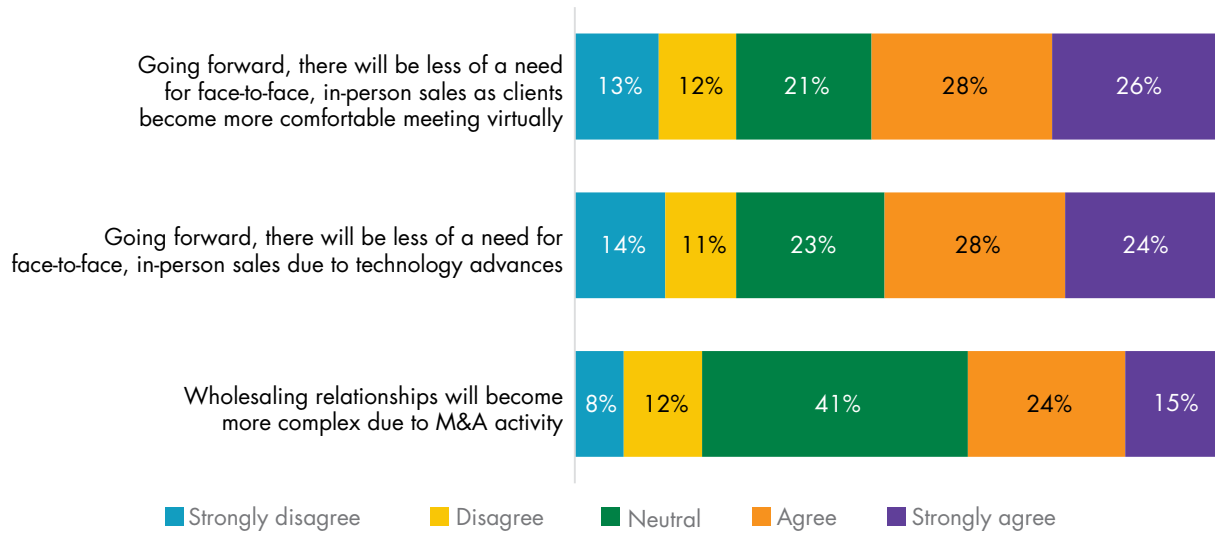 Going forward, there will be less of a need
for face-to-face, in-person sales as clients
become more comfortable meeting virtually
13% 12% 21% 28% 26%
Going forward, there will be less of a need for
face-to-face, in-person sales due to technology advances
14% 11% 23% 28% 24%
Wholesaling relationships will become
more complex due to M&A activity
8% 12% 41% 24% 15%
Strongly disagree Disagree Neutral Agree Strongly agree